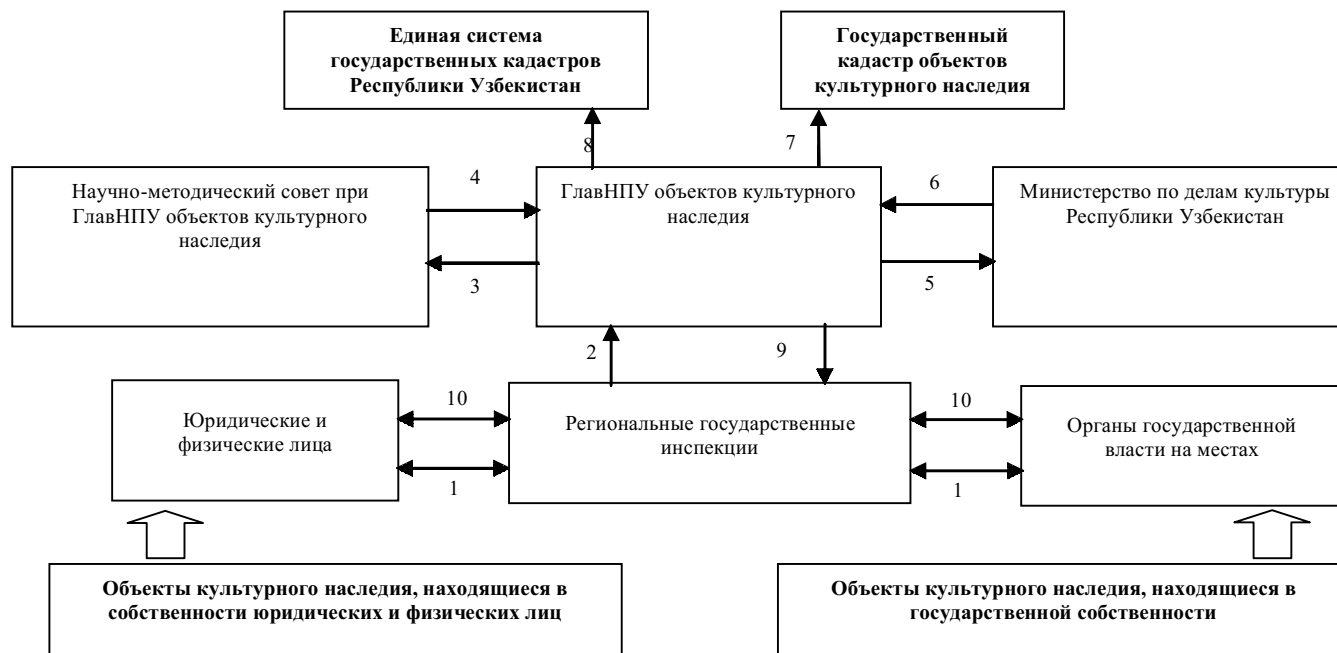 Единая система
государственных кадастров
Республики Узбекистан
Государственный
кадастр объектов
культурного наследия
8
7
Научно-методический совет при
ГлавНПУ объектов культурного
наследия
4
3
ГлавНПУ объектов культурного
наследия
6
5
Министерство по делам культуры
Республики Узбекистан
2
9
Юридические и
физические лица
10
1
Региональные государственные
инспекции
10
1
Органы государственной
власти на местах
Объекты культурного наследия, находящиеся в
собственности юридических и физических лиц
Объекты культурного наследия, находящиеся в
государственной собственности